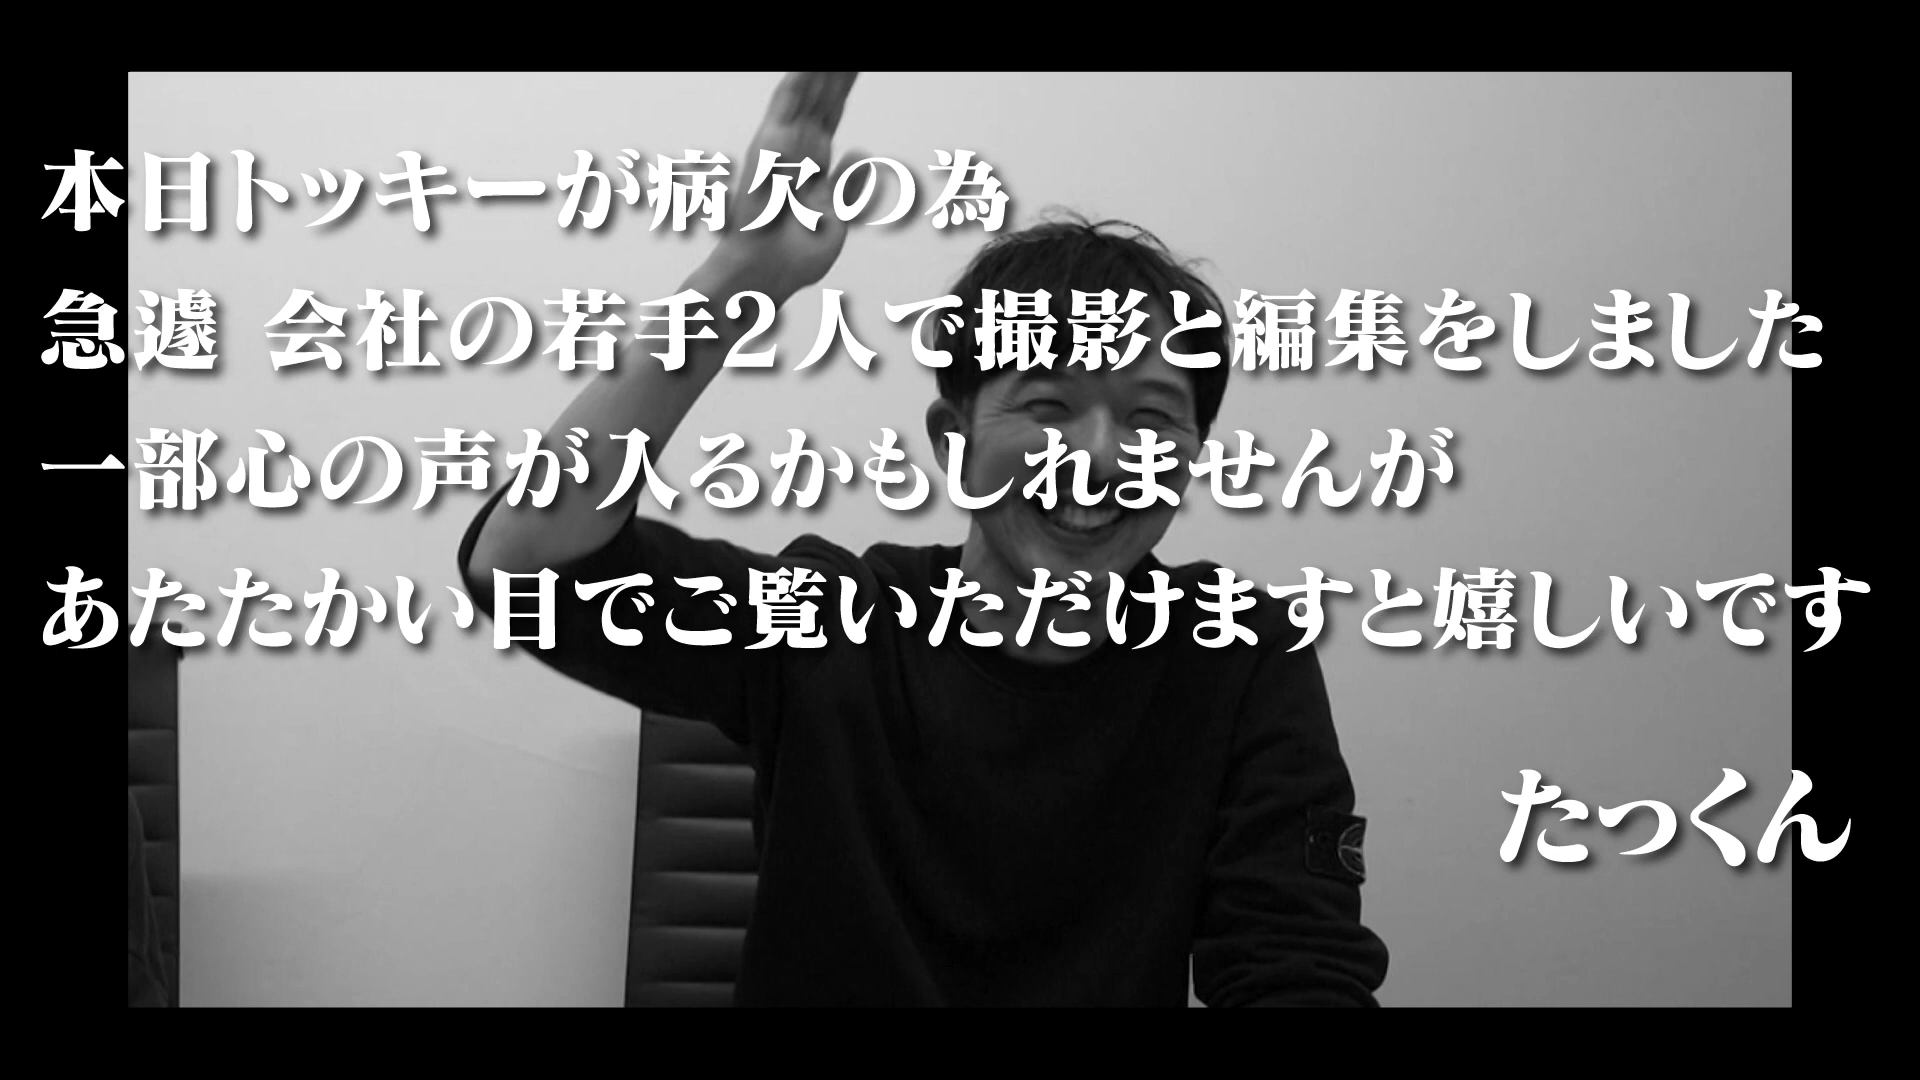 本日トッキーが病欠の為
急遽 会社の若手2人で撮影と編集をしました
一部心の声が入るかもしれませんが
あたたかい目でご覧いただけますと嬉しいです
たっくん